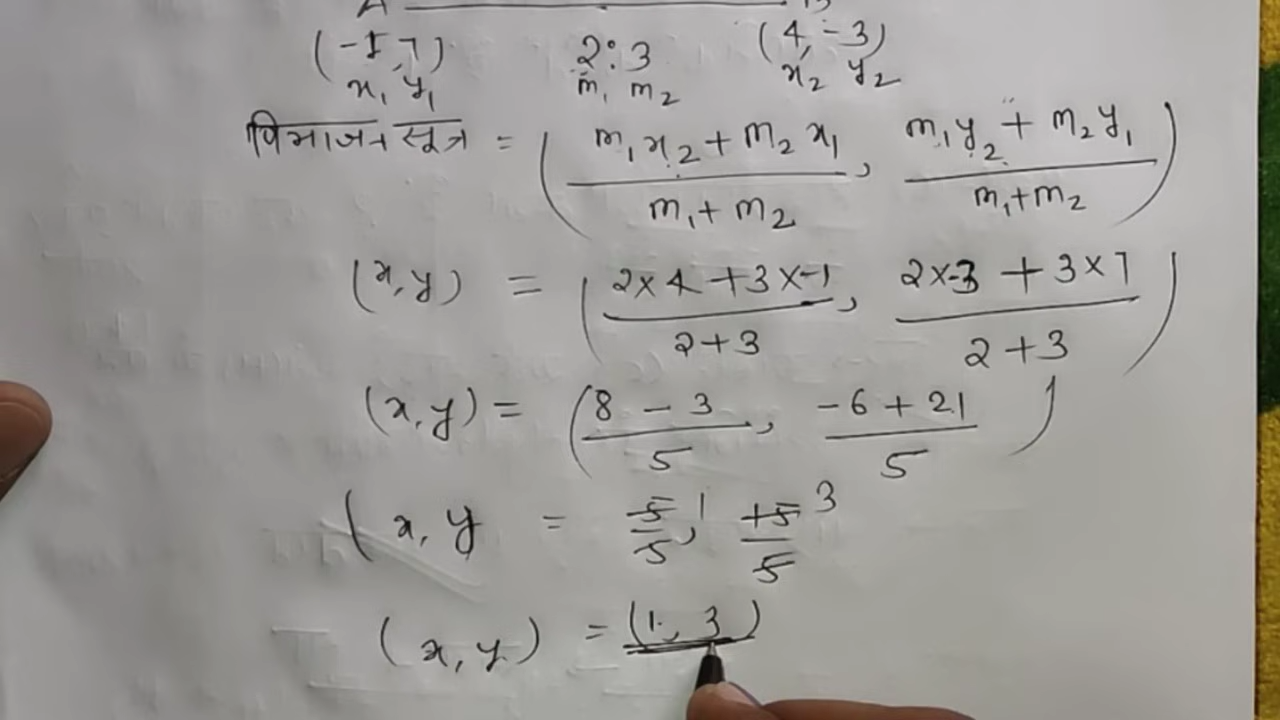 A B
(-1, 7) 2:3 (4, -3)
x₁ y₁ m₁ m₂ x₂ y₂
विभाजन सूत्र = ( (m₁x₂ + m₂x₁)/(m₁+m₂), (m₁y₂ + m₂y₁)/(m₁+m₂) )
(x,y) = ( (2×4+3×-1)/(2+3), (2×-3+3×7)/(2+3) )
(x,y) = ( (8-3)/5, (-6+21)/5 )
(x, y = 5/5 1, 15/5 3
(x,y) = (1, 3)